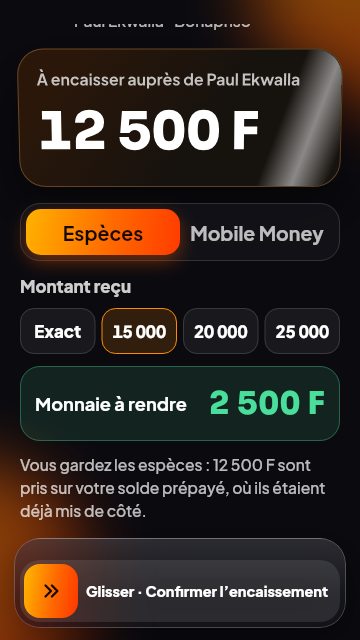 À encaisser auprès de Paul Ekwalla
12 500 F
Espèces
Mobile Money
Montant reçu
Exact
15 000
20 000
25 000
Monnaie à rendre
2 500 F
Vous gardez les espèces : 12 500 F sont
pris sur votre solde prépayé, où ils étaient
déjà mis de côté.
Glisser · Confirmer l'encaissement